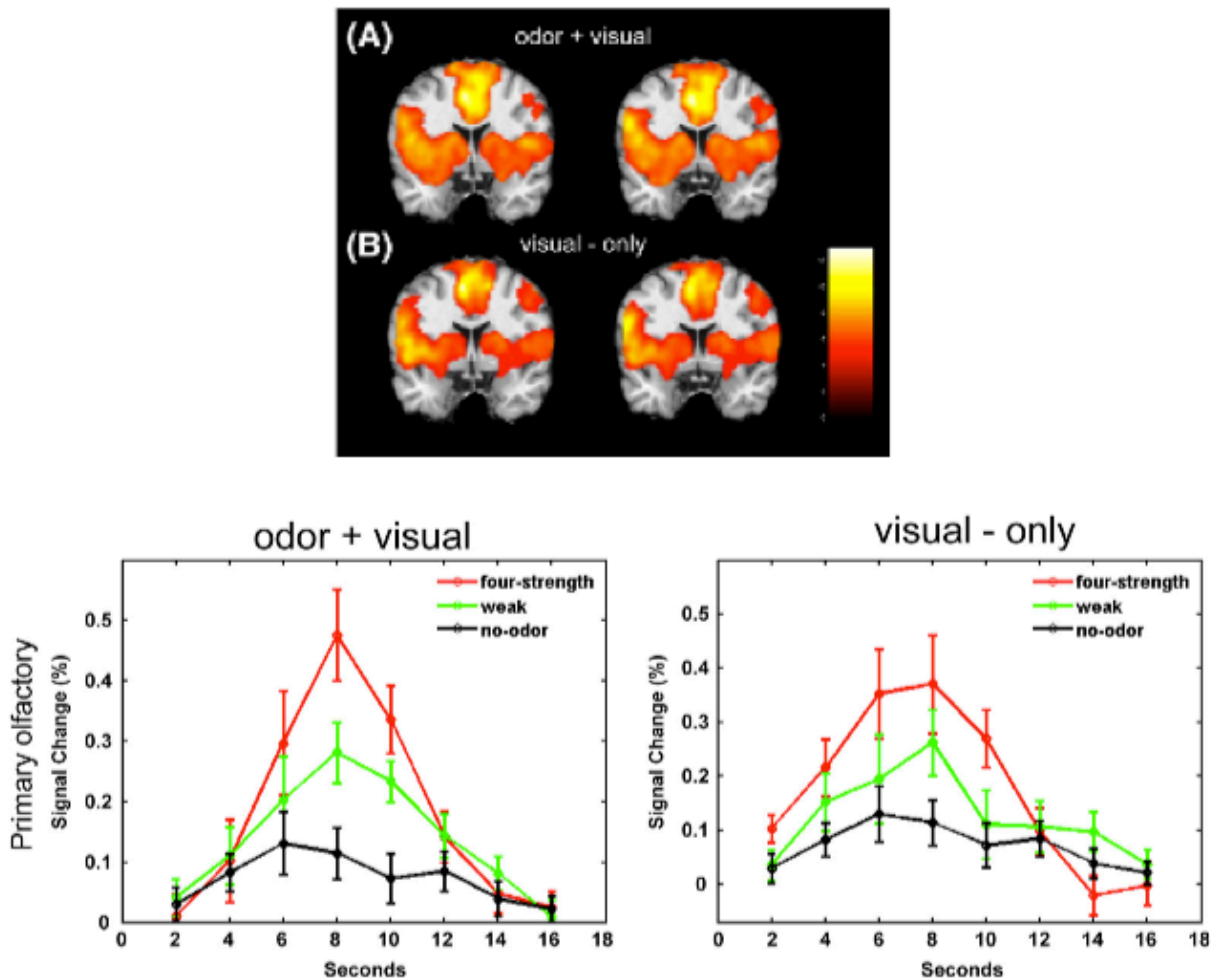 (A)
odor + visual
(B)
visual - only
odor + visual
four-strength
weak
no-odor
Primary olfactory
Signal Change (%)
0.5
0.4
0.3
0.2
0.1
0
0 2 4 6 8 10 12 14 16 18
Seconds
visual - only
four-strength
weak
no-odor
Signal Change (%)
0.5
0.4
0.3
0.2
0.1
0
0 2 4 6 8 10 12 14 16 18
Seconds